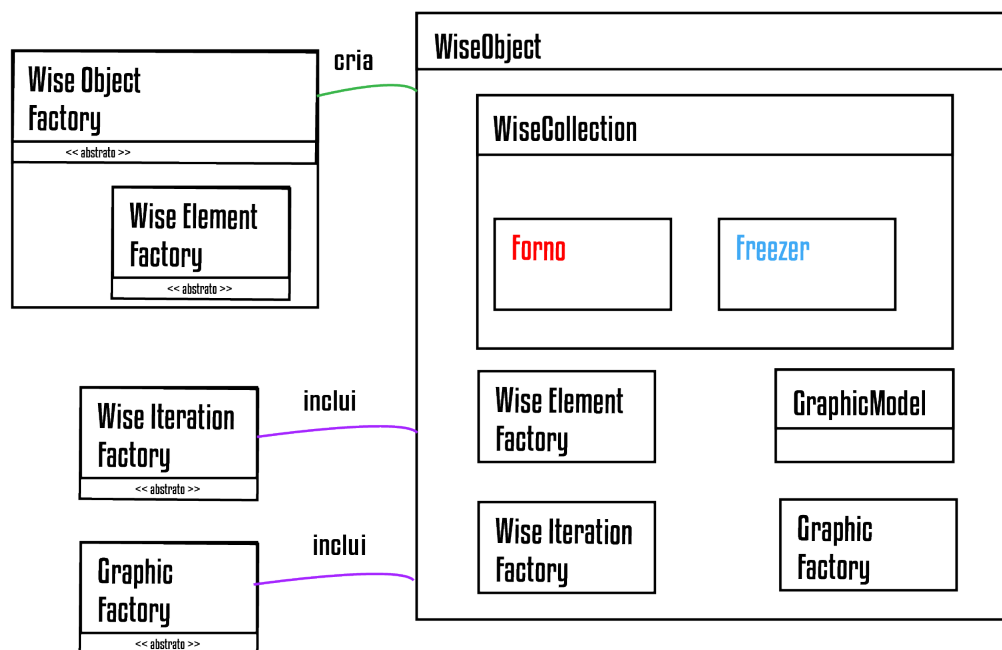 Wise Object
Factory
<< abstrato >>
Wise Element
Factory
<< abstrato >>
cria
WiseObject
WiseCollection
Forno
Freezer
Wise Iteration
Factory
<< abstrato >>
inclui
Wise Element
Factory
GraphicModel
Graphic
Factory
<< abstrato >>
inclui
Wise Iteration
Factory
Graphic
Factory